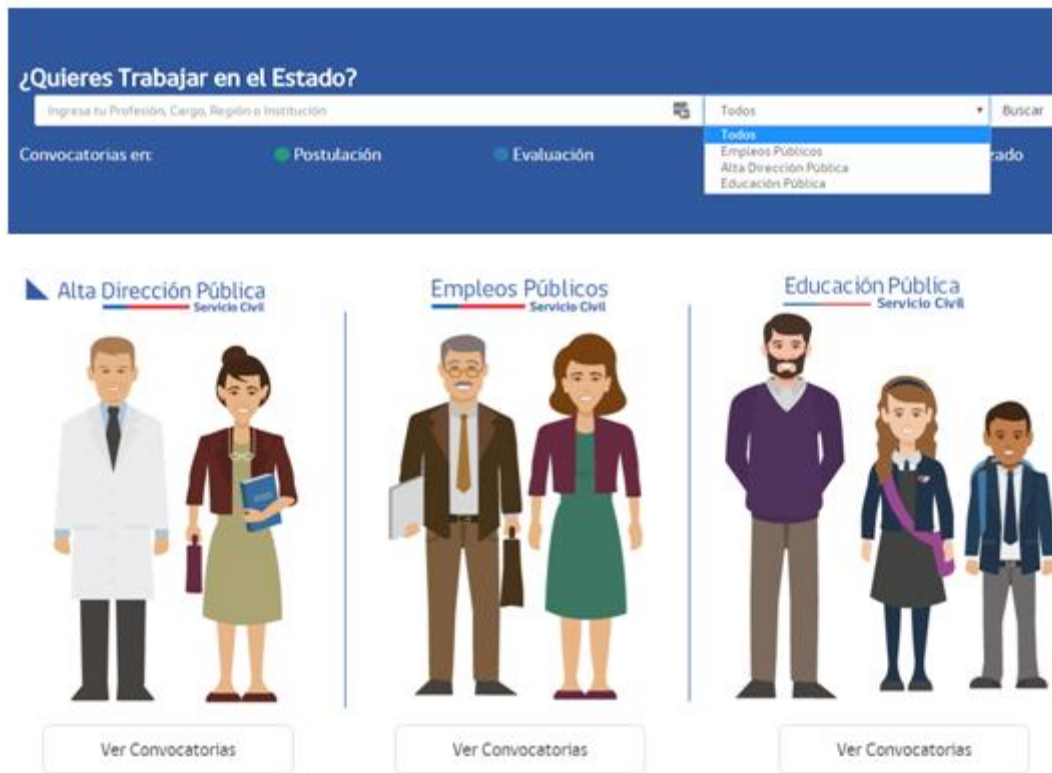 ¿Quieres Trabajar en el Estado?
Ingresa tu Profesión, Cargo, Región o Institución
Todos
Buscar
Todos
Empleos Públicos
Alta Dirección Pública
Educación Pública
Convocatorias en: Postulación Evaluación zado
Alta Dirección Pública
Servicio Civil
Empleos Públicos
Servicio Civil
Educación Pública
Servicio Civil
Ver Convocatorias
Ver Convocatorias
Ver Convocatorias